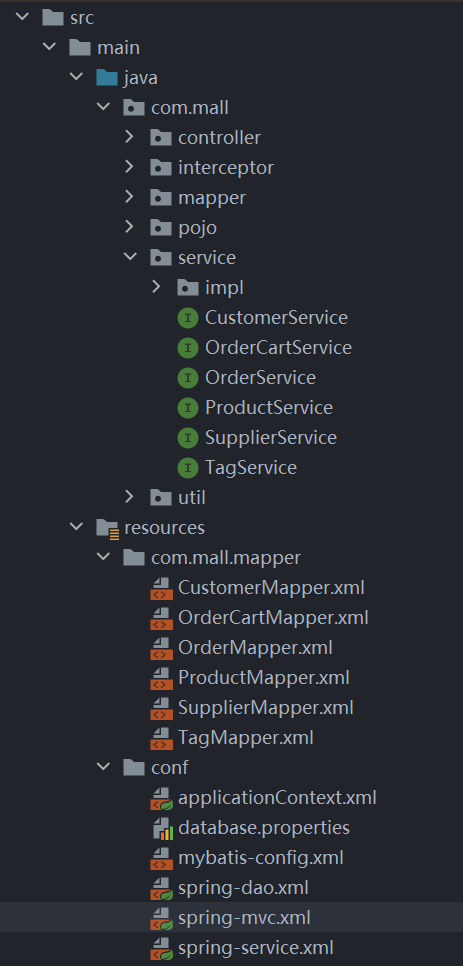 src
main
java
com.mall
controller
interceptor
mapper
pojo
service
impl
I CustomerService
I OrderCartService
I OrderService
I ProductService
I SupplierService
I TagService
util
resources
com.mall.mapper
CustomerMapper.xml
OrderCartMapper.xml
OrderMapper.xml
ProductMapper.xml
SupplierMapper.xml
TagMapper.xml
conf
applicationContext.xml
database.properties
mybatis-config.xml
spring-dao.xml
spring-mvc.xml
spring-service.xml